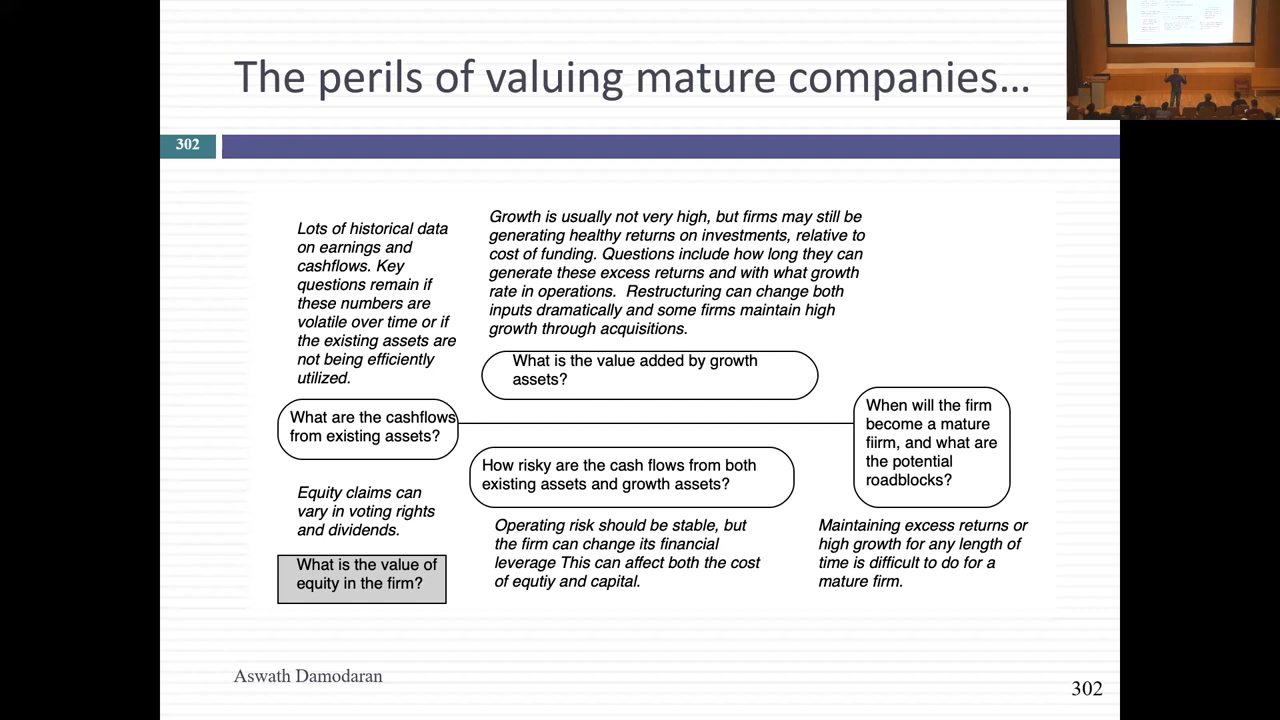 The perils of valuing mature companies…
302
Lots of historical data
on earnings and
cashflows. Key
questions remain if
these numbers are
volatile over time or if
the existing assets are
not being efficiently
utilized.
Growth is usually not very high, but firms may still be
generating healthy returns on investments, relative to
cost of funding. Questions include how long they can
generate these excess returns and with what growth
rate in operations.  Restructuring can change both
inputs dramatically and some firms maintain high
growth through acquisitions.
What is the value added by growth
assets?
What are the cashflows
from existing assets?
When will the firm
become a mature
fiirm, and what are
the potential
roadblocks?
How risky are the cash flows from both
existing assets and growth assets?
Equity claims can
vary in voting rights
and dividends.
What is the value of
equity in the firm?
Operating risk should be stable, but
the firm can change its financial
leverage This can affect both the cost
of equtiy and capital.
Maintaining excess returns or
high growth for any length of
time is difficult to do for a
mature firm.
Aswath Damodaran
302